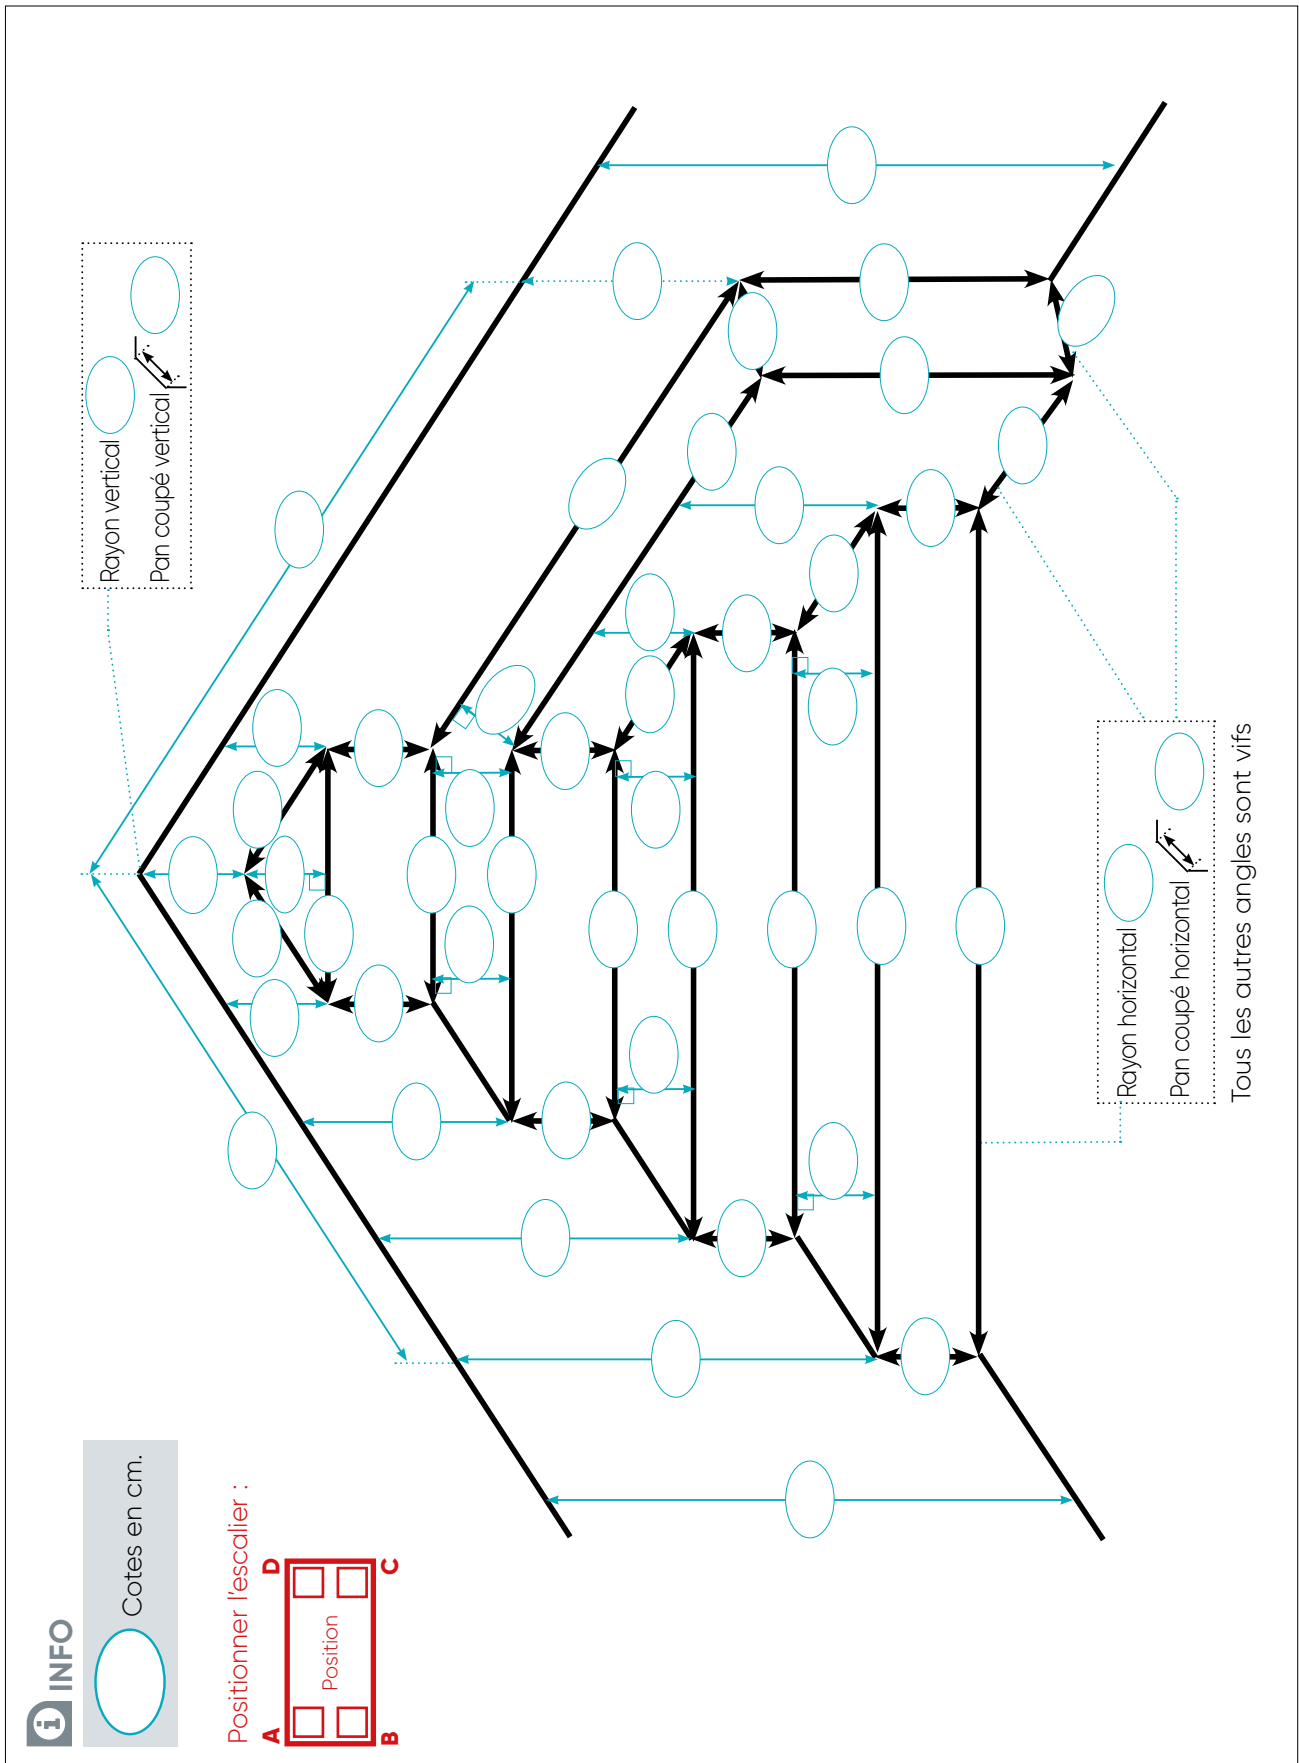 i INFO
Cotes en cm.
Positionner l'escalier :
A
D
Position
B
C
Rayon vertical
Pan coupé vertical
Rayon horizontal
Pan coupé horizontal
Tous les autres angles sont vifs